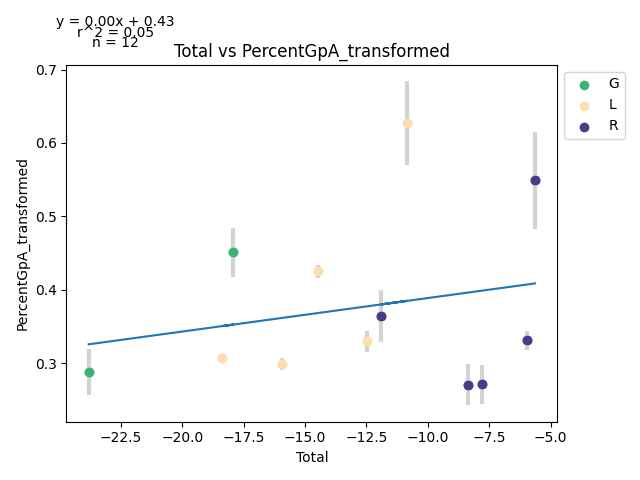 y = 0.00x + 0.43
r^2 = 0.05
n = 12
Total vs PercentGpA_transformed
G
L
R
PercentGpA_transformed
0.7
0.6
0.5
0.4
0.3
−22.5 −20.0 −17.5 −15.0 −12.5 −10.0 −7.5 −5.0
Total